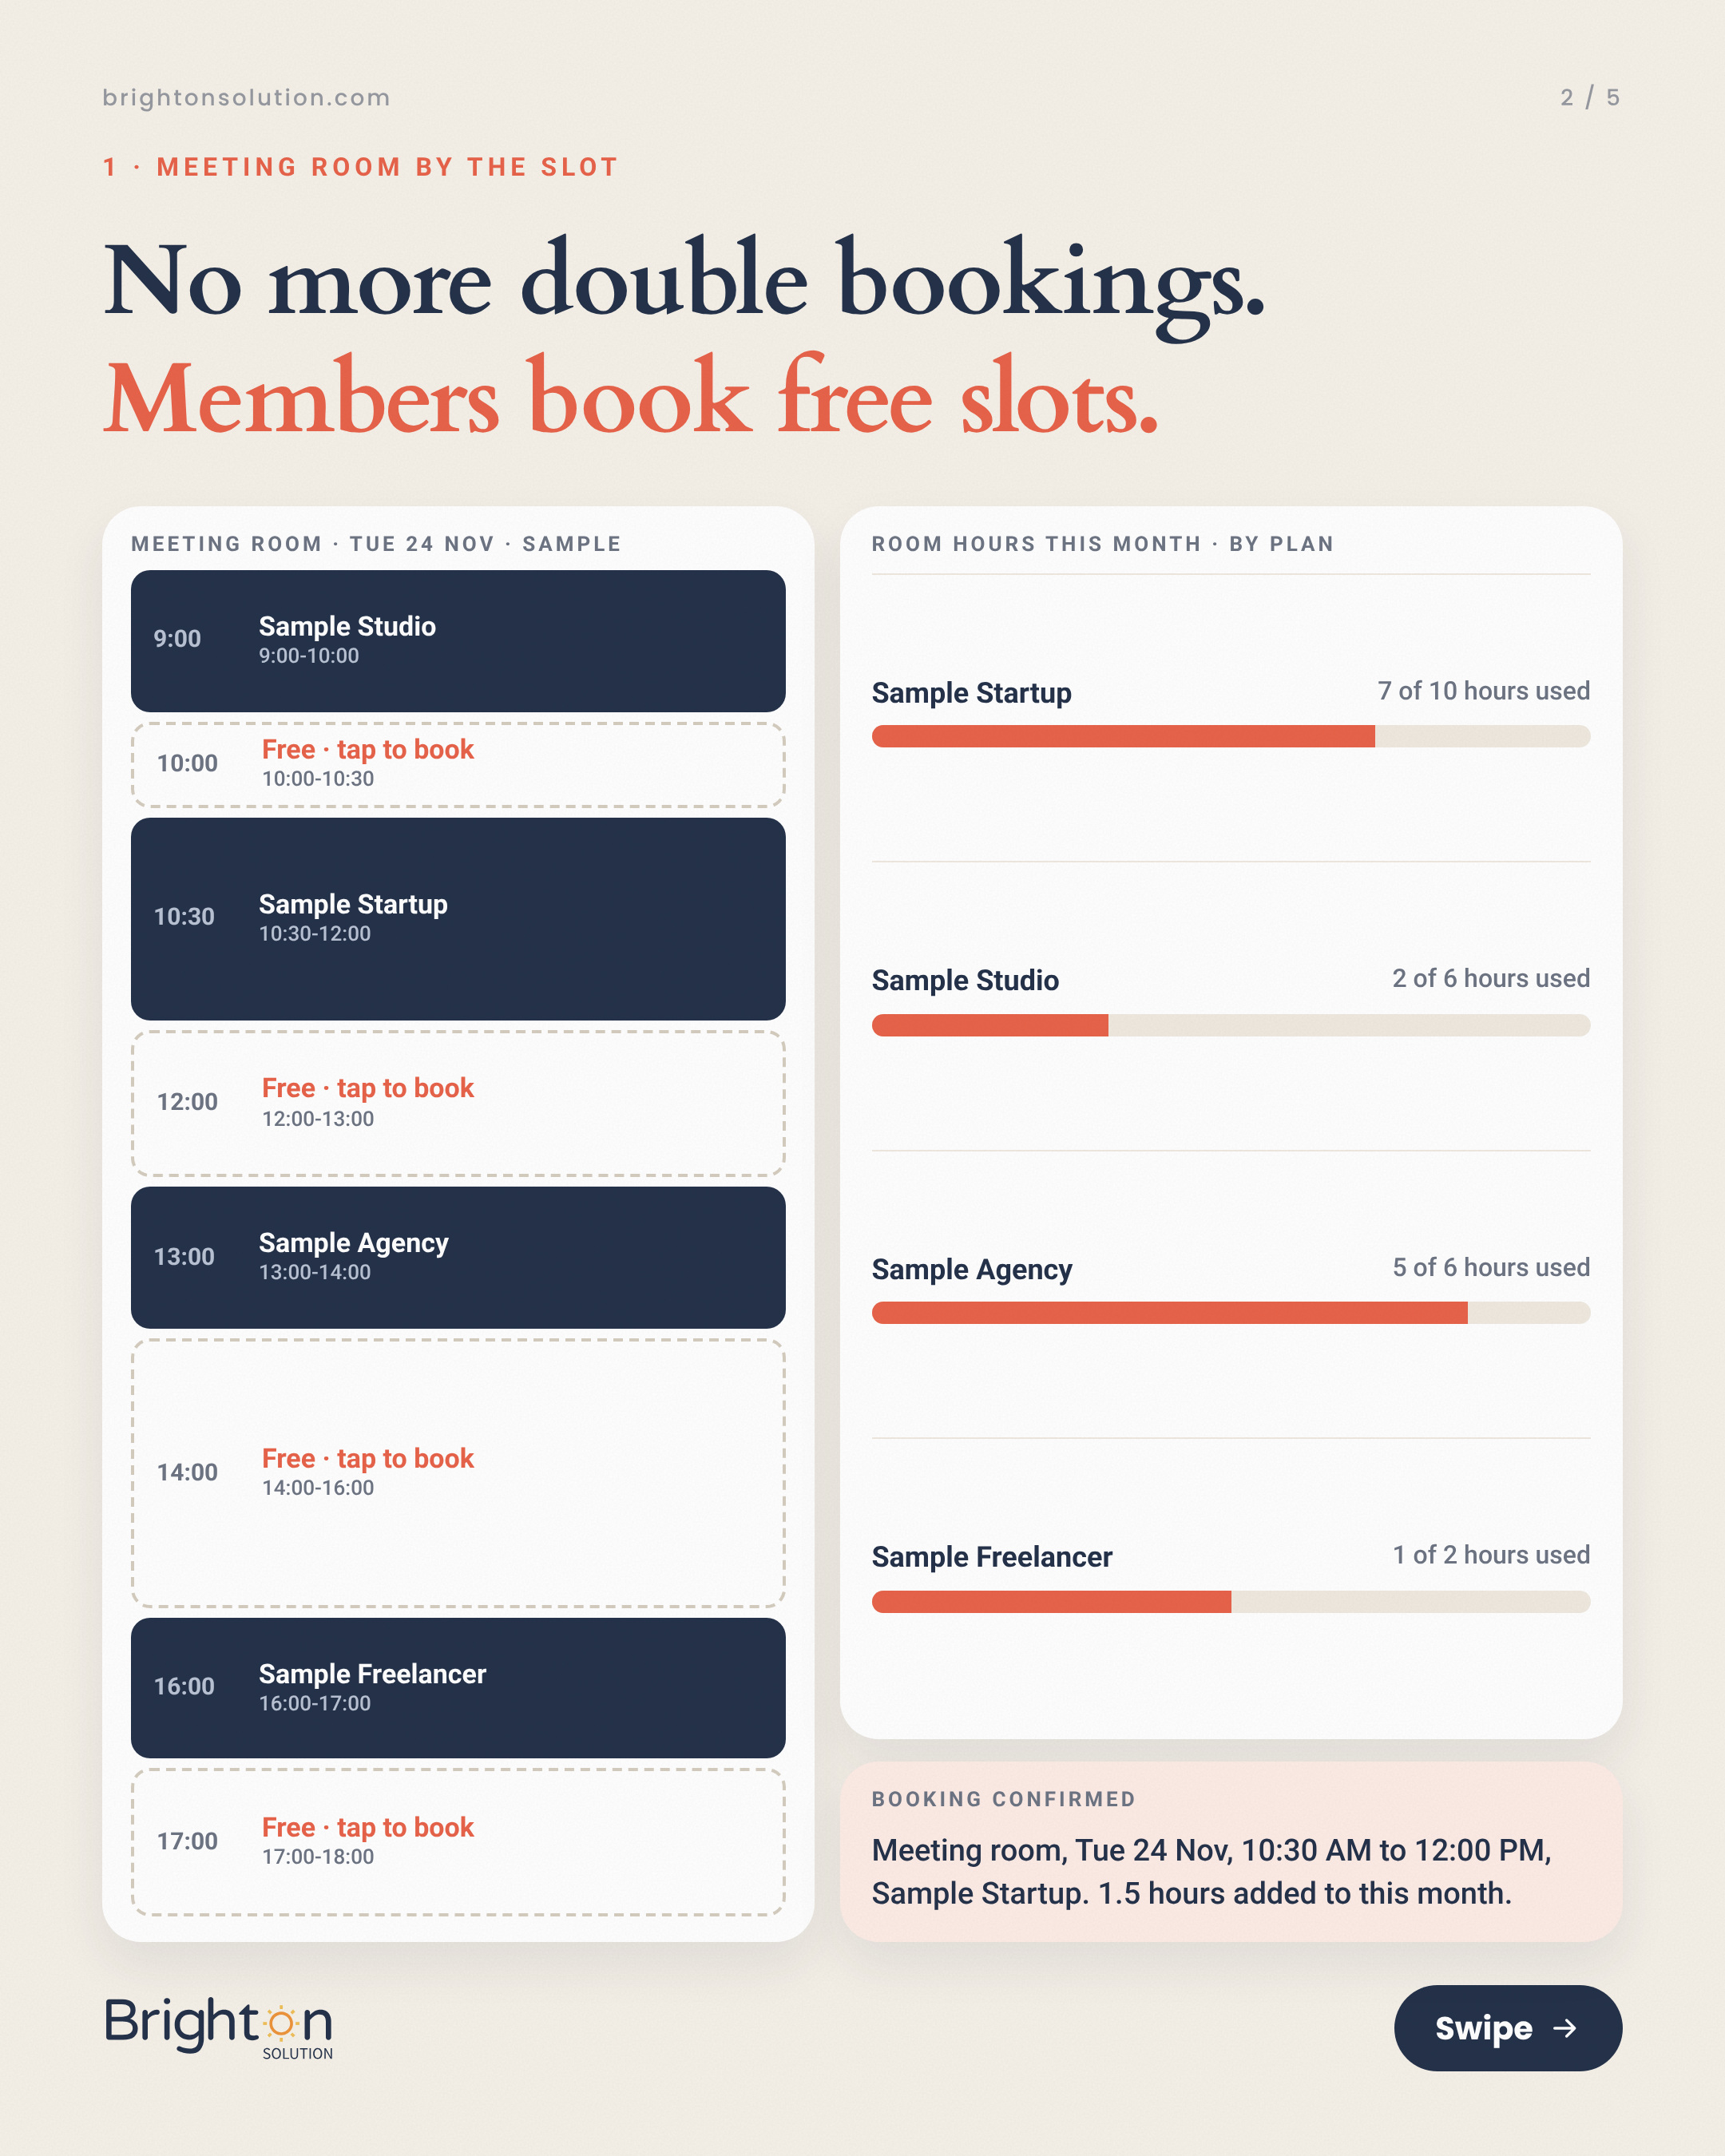 brightonsolution.com
2 / 5
1 · MEETING ROOM BY THE SLOT
No more double bookings.
Members book free slots.
MEETING ROOM · TUE 24 NOV · SAMPLE
9:00
Sample Studio
9:00-10:00
10:00
Free · tap to book
10:00-10:30
10:30
Sample Startup
10:30-12:00
12:00
Free · tap to book
12:00-13:00
13:00
Sample Agency
13:00-14:00
14:00
Free · tap to book
14:00-16:00
16:00
Sample Freelancer
16:00-17:00
17:00
Free · tap to book
17:00-18:00
ROOM HOURS THIS MONTH · BY PLAN
Sample Startup
7 of 10 hours used
Sample Studio
2 of 6 hours used
Sample Agency
5 of 6 hours used
Sample Freelancer
1 of 2 hours used
BOOKING CONFIRMED
Meeting room, Tue 24 Nov, 10:30 AM to 12:00 PM,
Sample Startup. 1.5 hours added to this month.
Brighton
SOLUTION
Swipe →